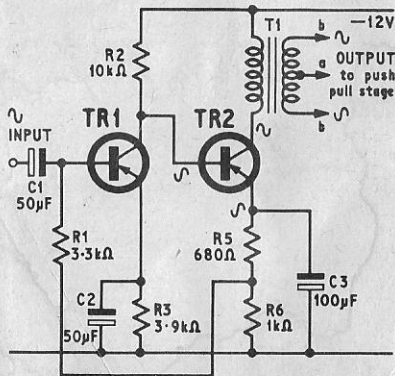 T1
b
−12V
R2
10kΩ
a
OUTPUT
to push
pull stage
b
TR1
TR2
INPUT
C1
50μF
R1
3·3kΩ
R5
680Ω
C2
50μF
R3
3·9kΩ
R6
1kΩ
C3
100μF